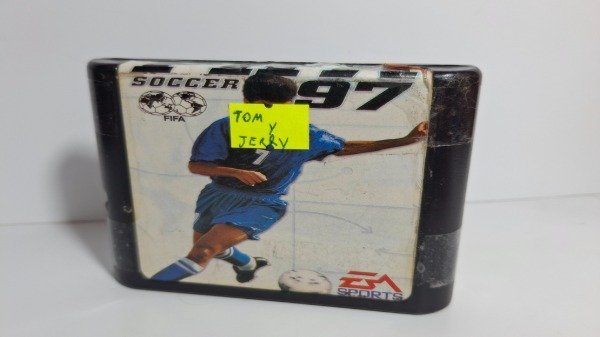 SOCCER 97
FIFA
TOM
Y
JERRY
7
EA
SPORTS